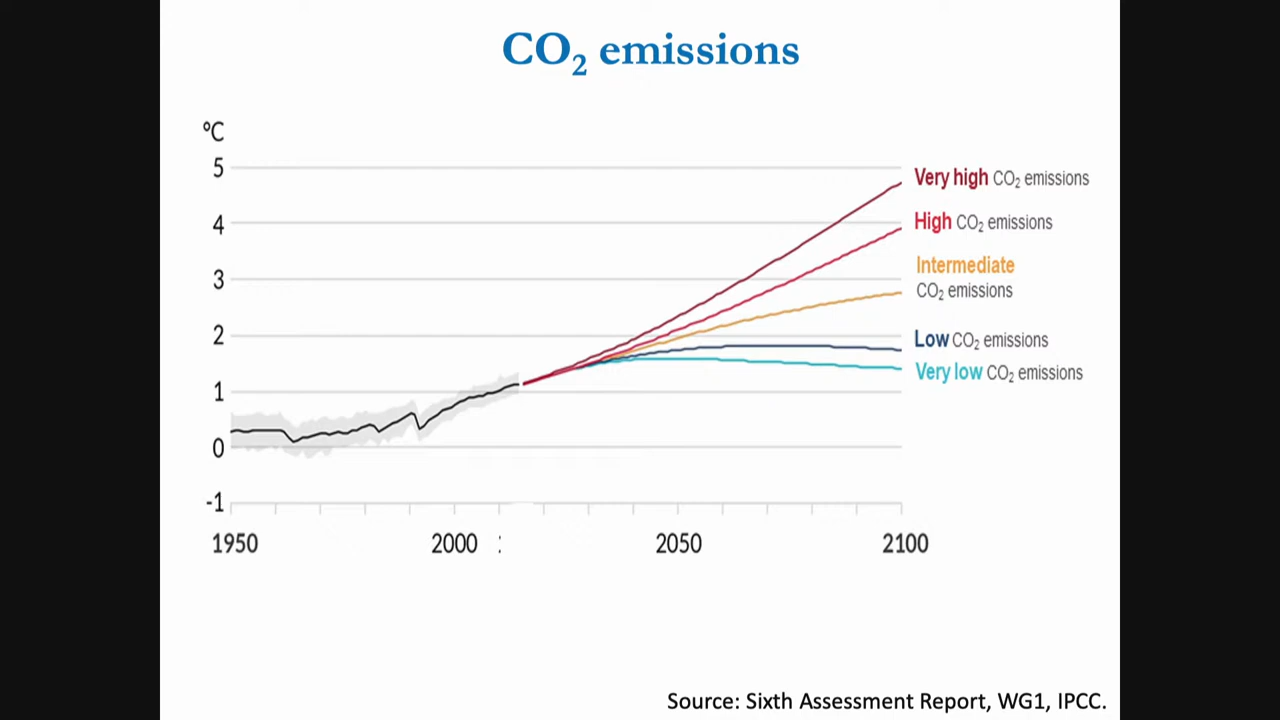 CO₂ emissions
°C
5
4
3
2
1
0
-1
1950 2000 : 2050 2100
Very high CO₂ emissions
High CO₂ emissions
Intermediate
CO₂ emissions
Low CO₂ emissions
Very low CO₂ emissions
Source: Sixth Assessment Report, WG1, IPCC.